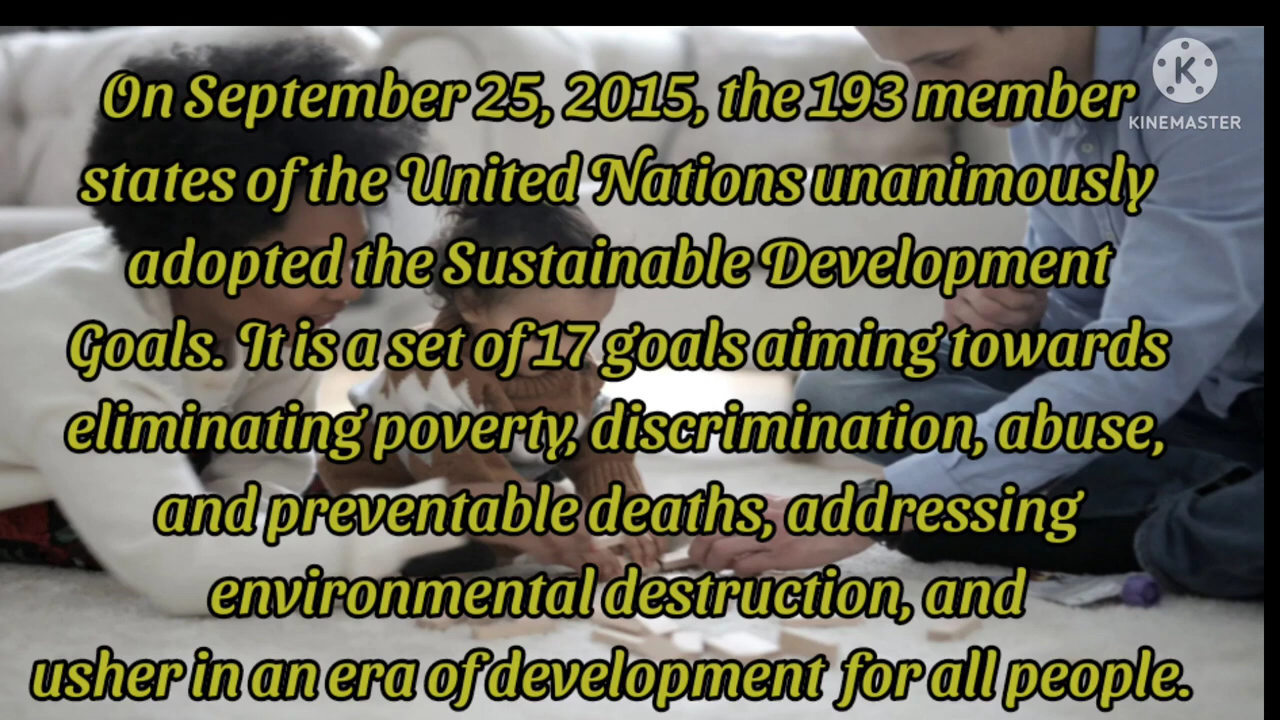 On September 25, 2015, the 193 member
states of the United Nations unanimously
adopted the Sustainable Development
Goals. It is a set of 17 goals aiming towards
eliminating poverty, discrimination, abuse,
and preventable deaths, addressing
environmental destruction, and
usher in an era of development for all people.
K
KINEMASTER